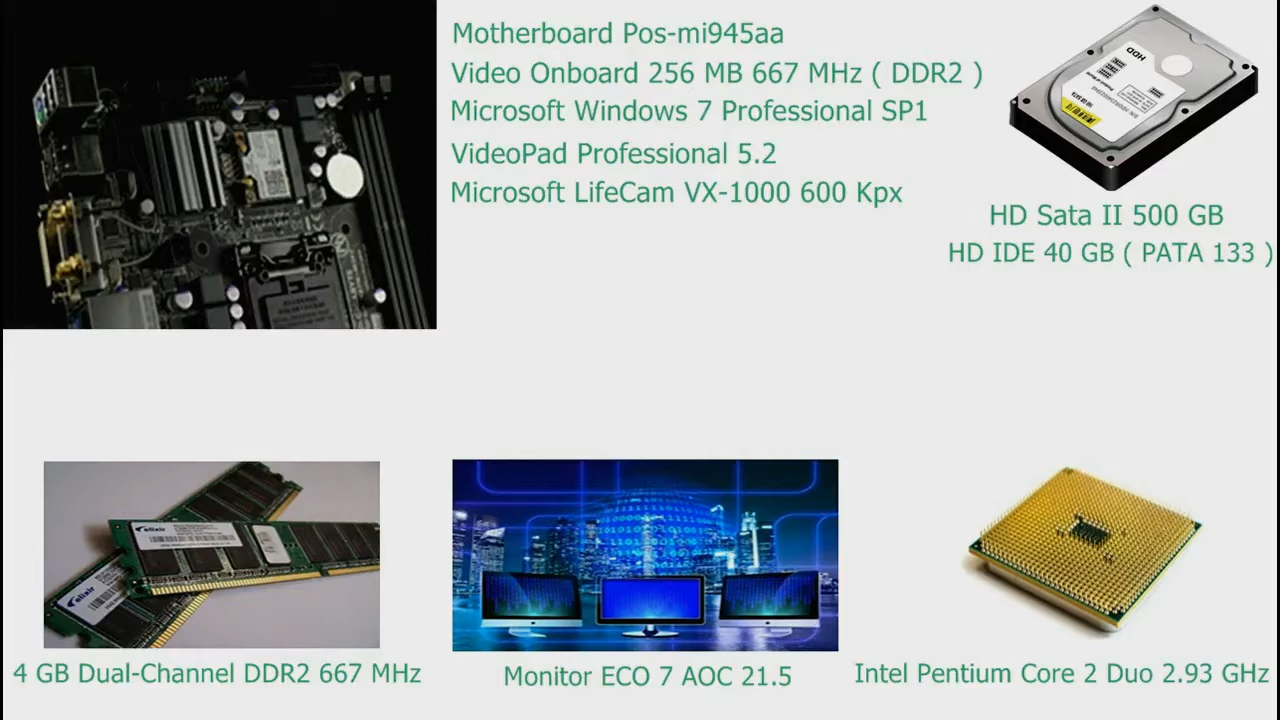 Motherboard Pos-mi945aa
Video Onboard 256 MB 667 MHz ( DDR2 )
Microsoft Windows 7 Professional SP1
VideoPad Professional 5.2
Microsoft LifeCam VX-1000 600 Kpx
HDD
HD Sata II 500 GB
HD IDE 40 GB ( PATA 133 )
elixir
elixir
4 GB Dual-Channel DDR2 667 MHz
Monitor ECO 7 AOC 21.5
Intel Pentium Core 2 Duo 2.93 GHz